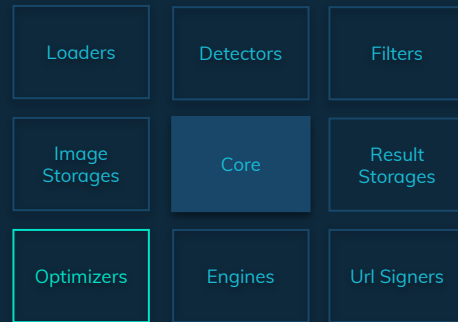 Loaders
Detectors
Filters
Image
Storages
Core
Result
Storages
Optimizers
Engines
Url Signers